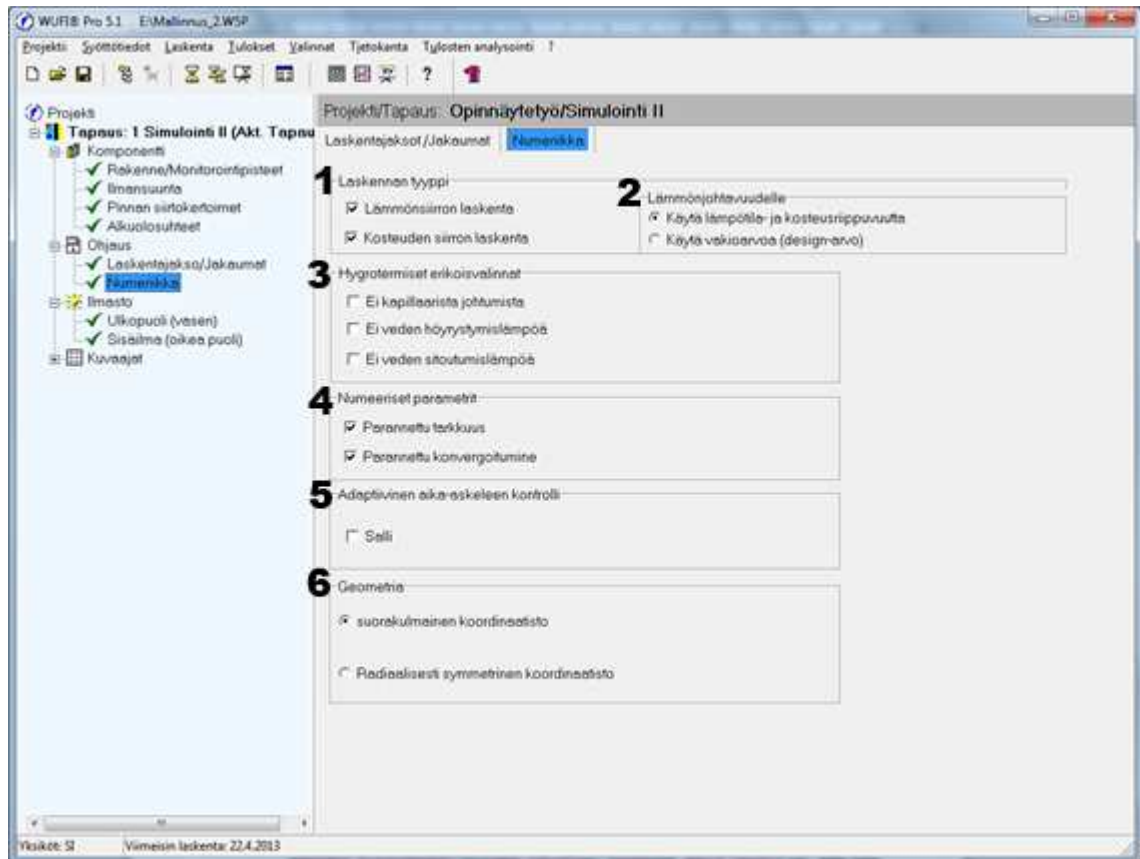 WUFI® Pro 5.1 E:\Mallinnus_2.WSP
Projekti Syöttötiedot Laskenta Tulokset Valinnat Tietokanta Tulosten analysointi ?
?
Projekti
Tapaus: 1 Simulointi II (Akt. Tapau
Komponentti
Rakenne/Monitorointipisteet
Ilmansuunta
Pinnan siirtokertoimet
Alkuolosuhteet
Ohjaus
Laskentajakso/Jakaumat
Numeriikka
Ilmasto
Ulkopuoli (vasen)
Sisäilma (oikea puoli)
Kuvaajat
Projekti/Tapaus: Opinnäytetyö/Simulointi II
Laskentajaksot/Jakaumat Numeriikka
1 Laskennan tyyppi
Lämmönsiirron laskenta
Kosteuden siirron laskenta
2 Lämmönjohtavuudelle
Käytä lämpötila- ja kosteusriippuvuutta
Käytä vakioarvoa (design-arvo)
3 Hygrotermiset erikoisvalinnat
Ei kapillaarista johtumista
Ei veden höyrystymislämpöä
Ei veden sitoutumislämpöä
4 Numeeriset parametrit
Parannettu tarkkuus
Parannettu konvergoitumine
5 Adaptiivinen aika-askeleen kontrolli
Salli
6 Geometria
suorakulmainen koordinaatisto
Radiaalisesti symmetrinen koordinaatisto
Yksiköt: SI Viimeisin laskenta: 22.4.2013